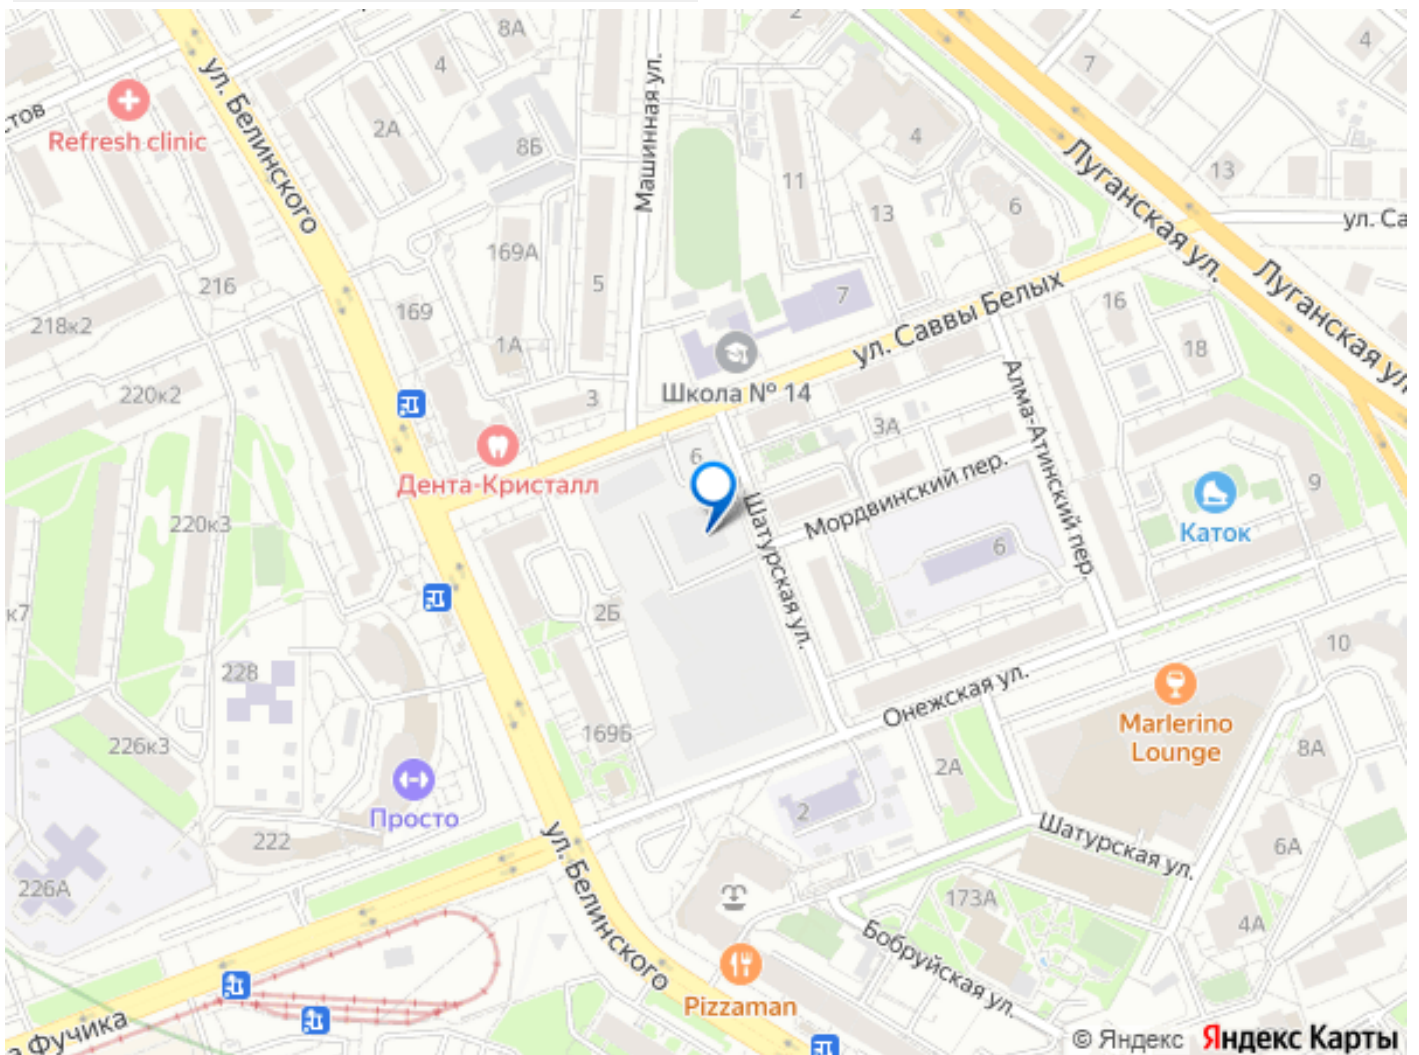 8А
2
4
7
4
ул. Белинского
стов
Refresh clinic
2А
8Б
Машинная ул.
4
11
13
6
13
Луганская ул.
ул. Са
216
169А
5
7
218к2
169
1А
ул. Саввы Белых
16
Луганская ул.
18
220к2
3
Школа № 14
3А
Алма-Атинский пер.
6
Дента-Кристалл
Мордвинский пер.
9
Каток
220к3
Шатурская ул.
6
к7
2Б
228
10
Онежская ул.
Marlerino
Lounge
226к3
169Б
2А
8А
Просто
2
222
ул. Белинского
Шатурская ул.
6А
226А
173А
4А
Бобруйская ул.
Pizzaman
а Фучика
© Яндекс Яндекс Карты